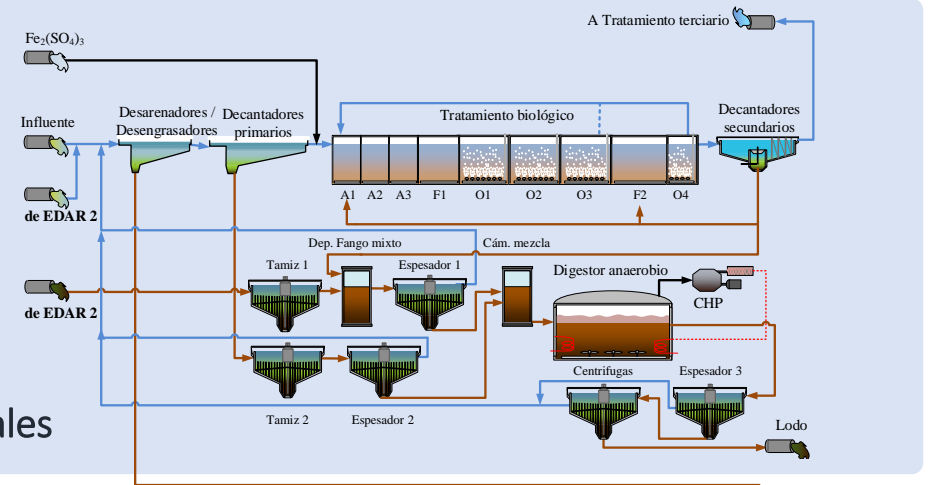 A Tratamiento terciario
Fe₂(SO₄)₃
Desarenadores /
Desengrasadores
Decantadores
primarios
Tratamiento biológico
Decantadores
secundarios
Influente
de EDAR 2
A1 A2 A3 F1 O1 O2 O3 F2 O4
Dep. Fango mixto
Cám. mezcla
Tamiz 1
Espesador 1
Digestor anaerobio
CHP
de EDAR 2
Centrifugas
Espesador 3
Tamiz 2
Espesador 2
Lodo
ales